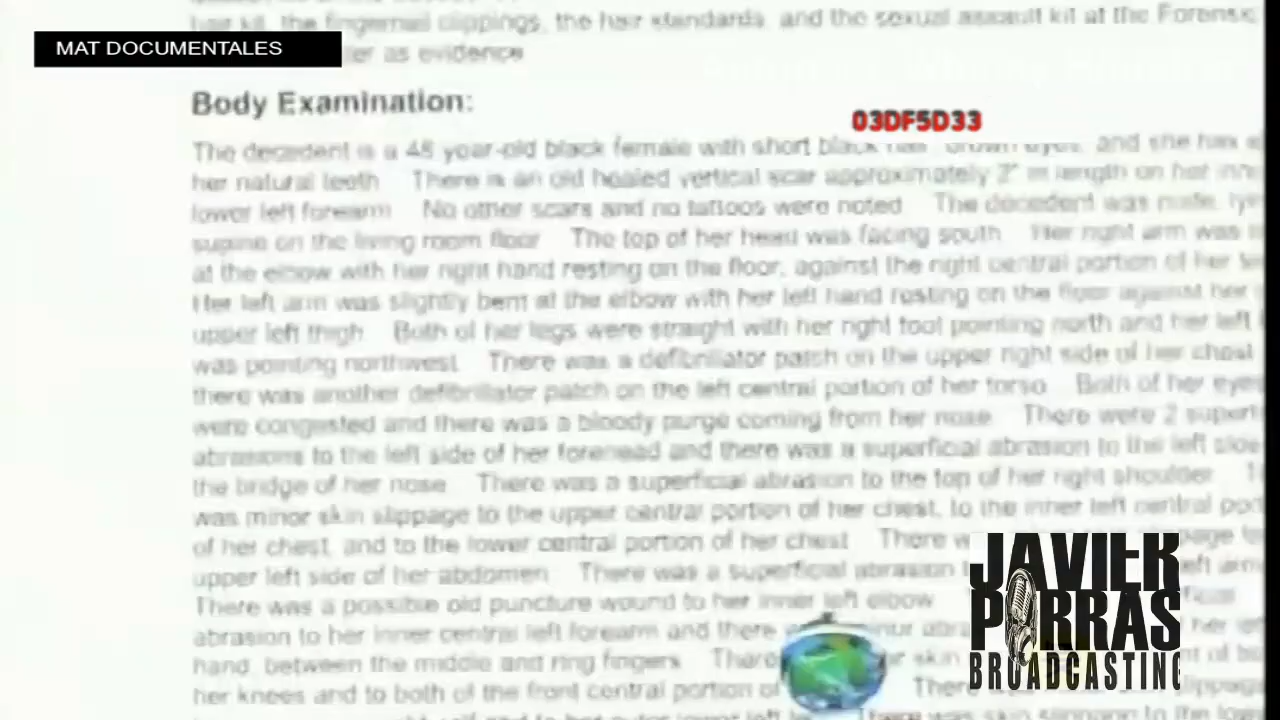 hair kit, the fingernail clippings, the hair standards, and the sexual assault kit at the Forensic
MAT DOCUMENTALES
as evidence
Body Examination:
03DF5D33
The decedent is a 48 year-old black female with short black hair, brown eyes, and she has
her natural teeth There is an old healed vertical scar approximately 2" in length on her
lower left forearm No other scars and no tattoos were noted The decedent was nude,
supine on the living room floor The top of her head was facing south Her right arm was
at the elbow with her right hand resting on the floor, against the right central portion of her
Her left arm was slightly bent at the elbow with her left hand resting on the floor against her
upper left thigh Both of her legs were straight with her right foot pointing north and her left
was pointing northwest There was a defibrillator patch on the upper right side of her chest
there was another defibrillator patch on the left central portion of her torso Both of her eyes
were congested and there was a bloody purge coming from her nose There were 2
abrasions to the left side of her forehead and there was a superficial abrasion to the left side
the bridge of her nose There was a superficial abrasion to the top of her right shoulder
was minor skin slippage to the upper central portion of her chest, to the inner left central
of her chest, and to the lower central portion of her chest There
upper left side of her abdomen There was a superficial abrasion
There was a possible old puncture wound to her inner left elbow
abrasion to her inner central left forearm and there
hand, between the middle and ring fingers skin
her knees and to both of the front central portion of
There was skin slippage to the
JAVIER
PORRAS
BROADCASTING